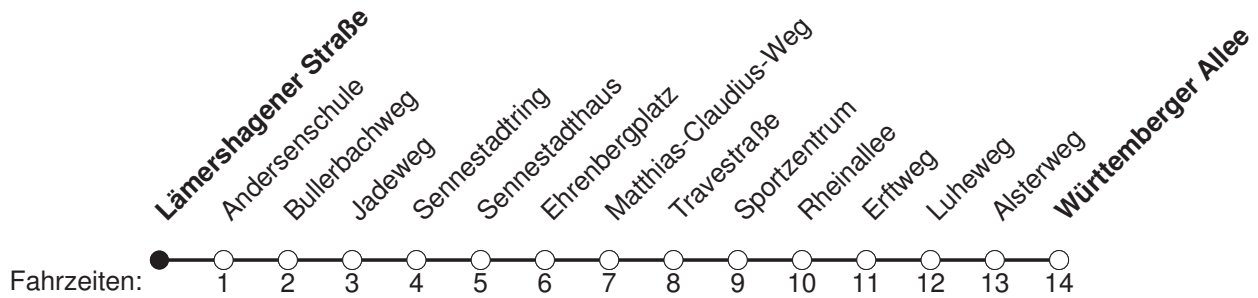 Lämershagener Straße
Andersenschule
Bullerbachweg
Jadeweg
Sennestadtring
Sennestadthaus
Ehrenbergplatz
Matthias-Claudius-Weg
Travestraße
Sportzentrum
Rheinallee
Erftweg
Luheweg
Alsterweg
Württemberger Allee
Fahrzeiten: 1 2 3 4 5 6 7 8 9 10 11 12 13 14